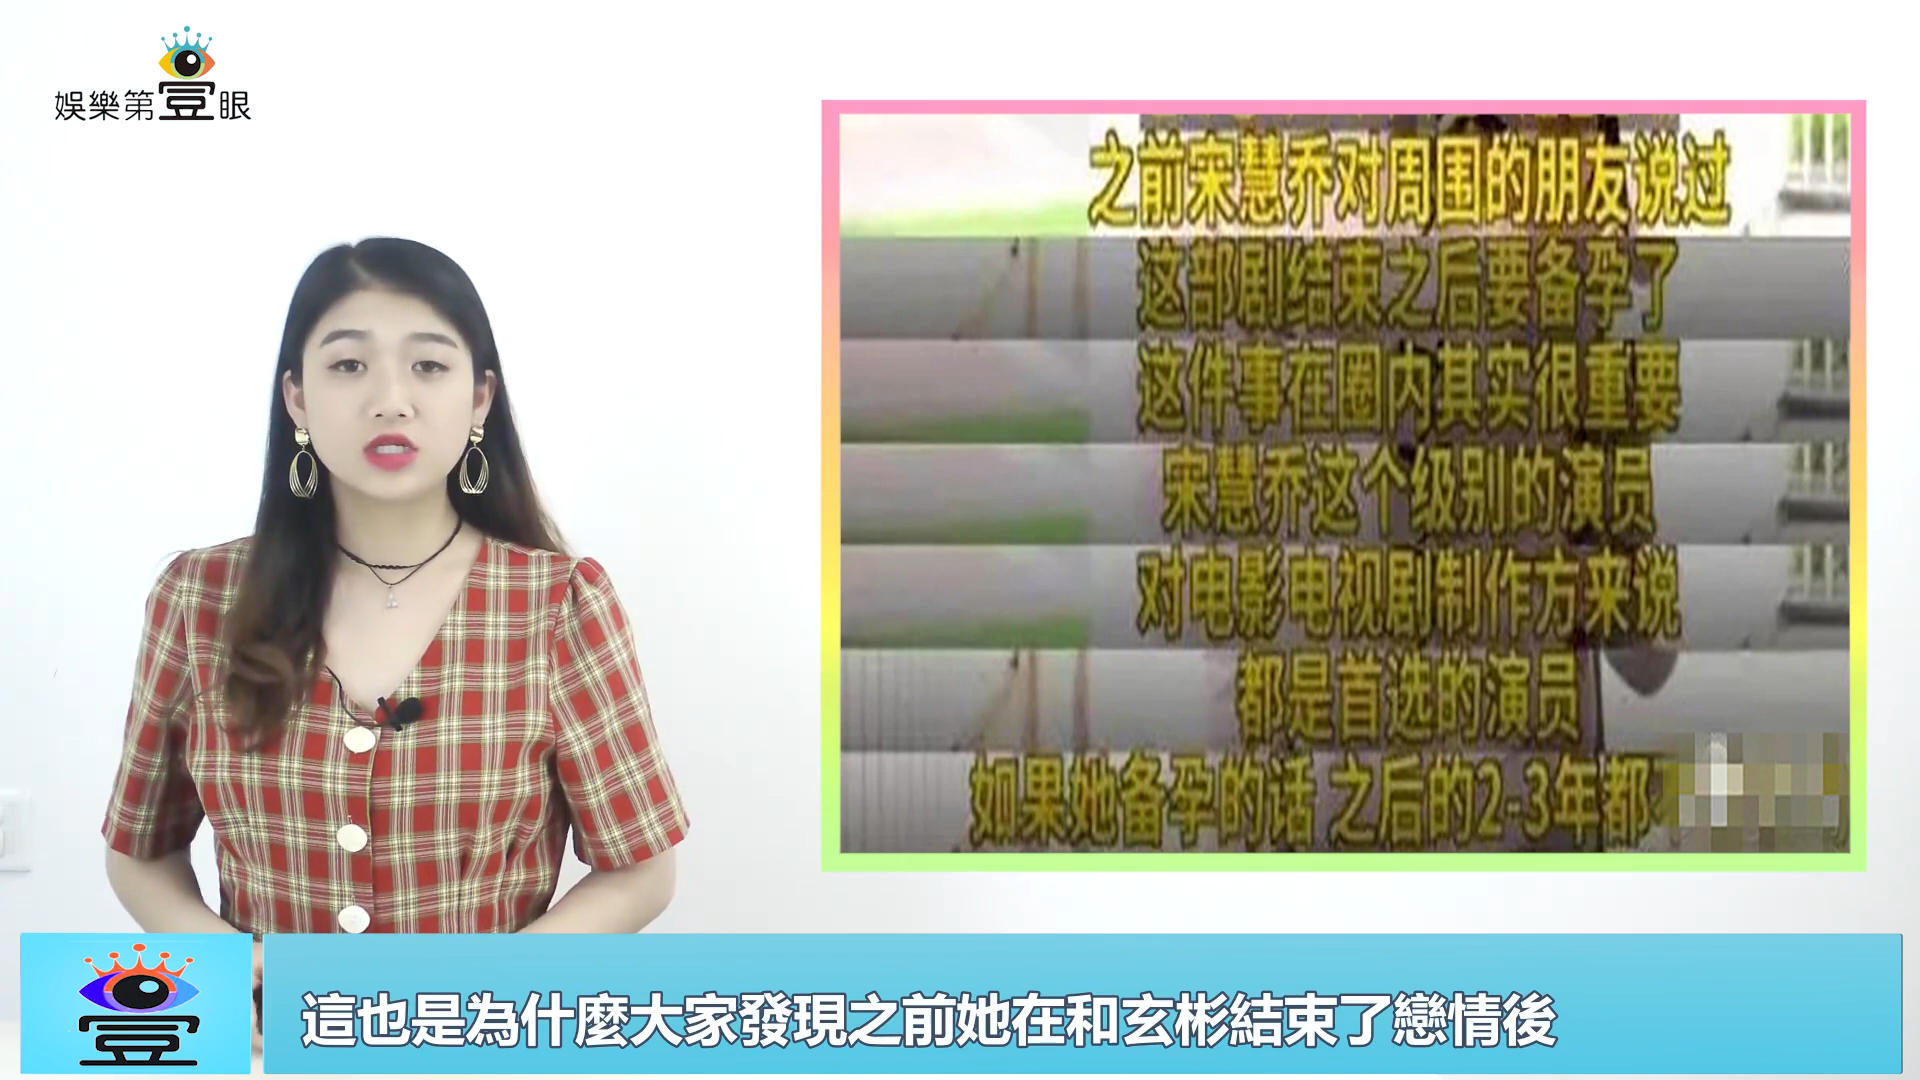 娛樂第壹眼
之前宋慧乔对周围的朋友说过
这部剧结束之后要备孕了
这件事在圈内其实很重要
宋慧乔这个级别的演员
对电影电视剧制作方来说
都是首选的演员
如果她备孕的话 之后的2-3年都
壹
這也是為什麼大家發現之前她在和玄彬結束了戀情後